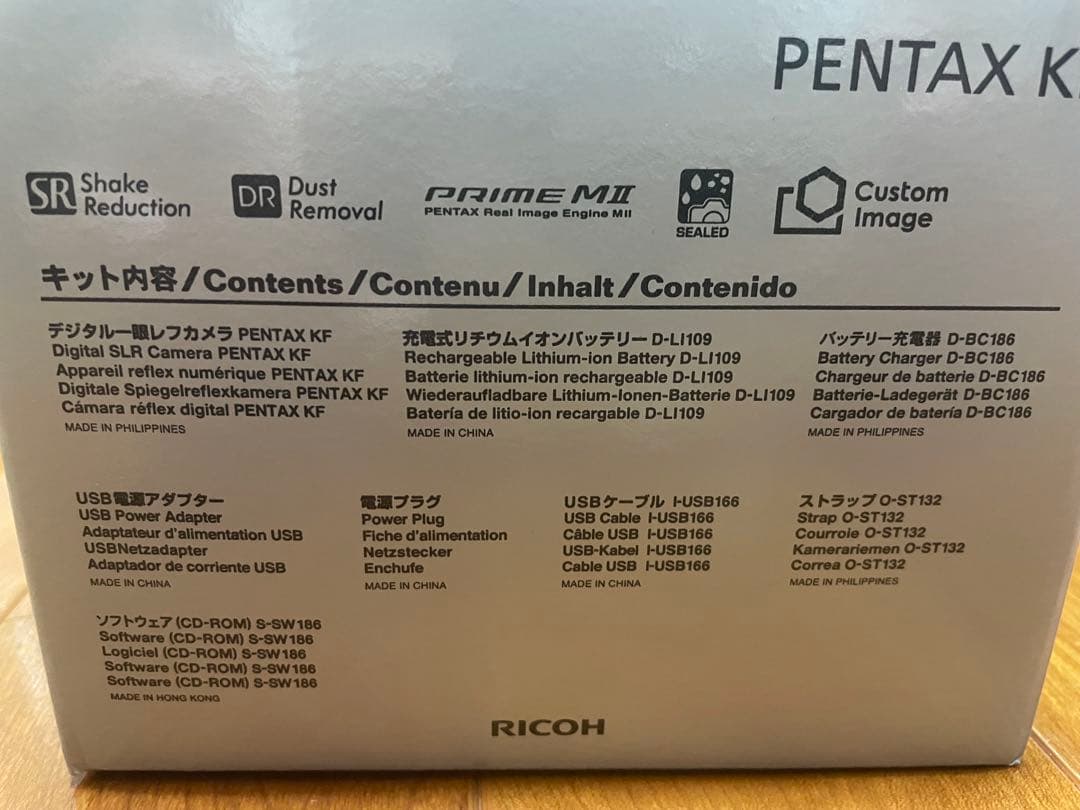 PENTAX K
SR Shake Reduction
DR Dust Removal
PRIME MII
PENTAX Real Image Engine MII
SEALED
Custom Image
キット内容/Contents/Contenu/Inhalt/Contenido
デジタル一眼レフカメラ PENTAX KF
Digital SLR Camera PENTAX KF
Appareil reflex numérique PENTAX KF
Digitale Spiegelreflexkamera PENTAX KF
Cámara réflex digital PENTAX KF
MADE IN PHILIPPINES
充電式リチウムイオンバッテリー D-LI109
Rechargeable Lithium-ion Battery D-LI109
Batterie lithium-ion rechargeable D-LI109
Wiederaufladbare Lithium-Ionen-Batterie D-LI109
Batería de litio-ion recargable D-LI109
MADE IN CHINA
バッテリー充電器 D-BC186
Battery Charger D-BC186
Chargeur de batterie D-BC186
Batterie-Ladegerät D-BC186
Cargador de batería D-BC186
MADE IN PHILIPPINES
USB電源アダプター
USB Power Adapter
Adaptateur d'alimentation USB
USBNetzadapter
Adaptador de corriente USB
MADE IN CHINA
電源プラグ
Power Plug
Fiche d'alimentation
Netzstecker
Enchufe
MADE IN CHINA
USBケーブル I-USB166
USB Cable I-USB166
Câble USB I-USB166
USB-Kabel I-USB166
Cable USB I-USB166
MADE IN CHINA
ストラップ O-ST132
Strap O-ST132
Courroie O-ST132
Kamerariemen O-ST132
Correa O-ST132
MADE IN PHILIPPINES
ソフトウェア (CD-ROM) S-SW186
Software (CD-ROM) S-SW186
Logiciel (CD-ROM) S-SW186
Software (CD-ROM) S-SW186
Software (CD-ROM) S-SW186
MADE IN HONG KONG
RICOH